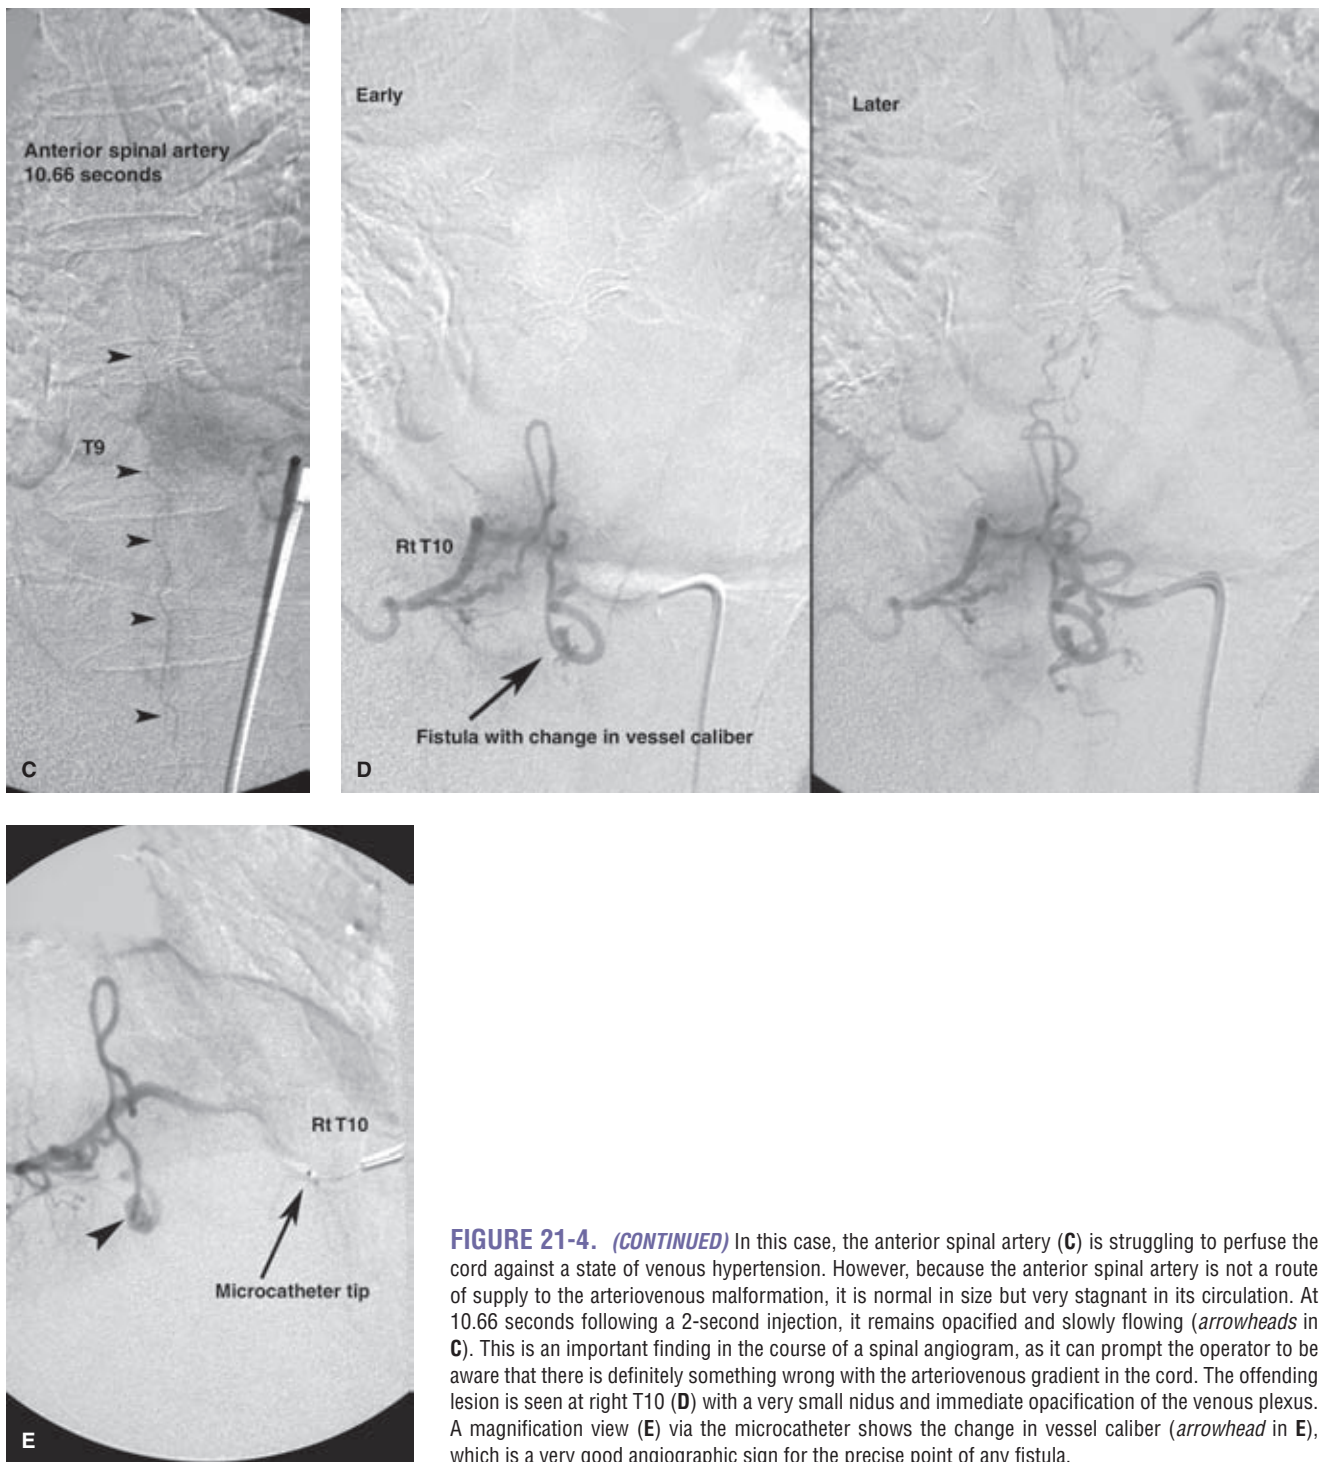 Anterior spinal artery
10.66 seconds
T9
C
Early
Rt T10
Fistula with change in vessel caliber
D
Later
Rt T10
Microcatheter tip
E
FIGURE 21-4. (CONTINUED) In this case, the anterior spinal artery (C) is struggling to perfuse the
cord against a state of venous hypertension. However, because the anterior spinal artery is not a route
of supply to the arteriovenous malformation, it is normal in size but very stagnant in its circulation. At
10.66 seconds following a 2-second injection, it remains opacified and slowly flowing (arrowheads in
C). This is an important finding in the course of a spinal angiogram, as it can prompt the operator to be
aware that there is definitely something wrong with the arteriovenous gradient in the cord. The offending
lesion is seen at right T10 (D) with a very small nidus and immediate opacification of the venous plexus.
A magnification view (E) via the microcatheter shows the change in vessel caliber (arrowhead in E),
which is a very good angiographic sign for the precise point of any fistula.